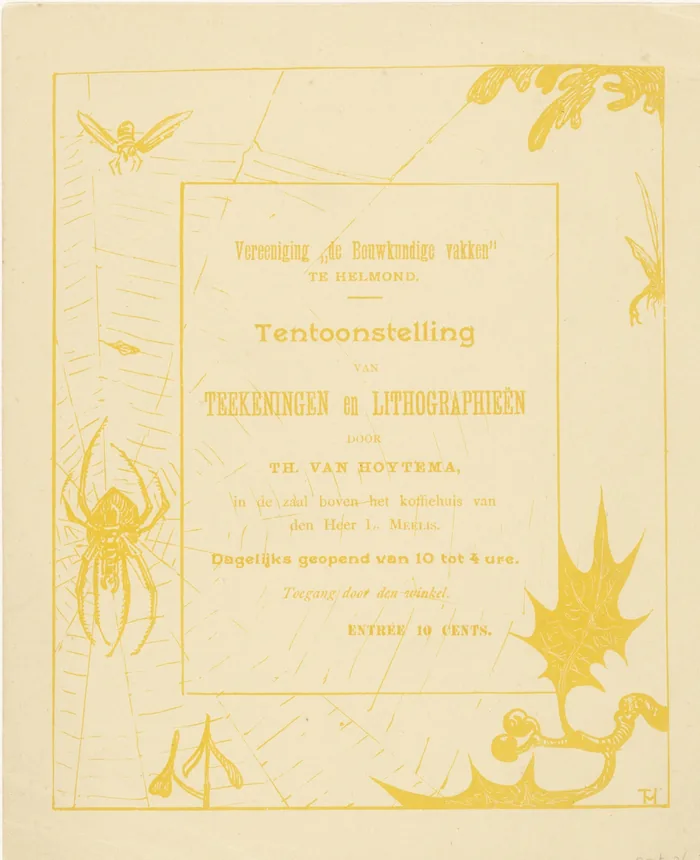 Vereeniging „de Bouwkundige vakken"
TE HELMOND.
Tentoonstelling
VAN
TEEKENINGEN en LITHOGRAPHIEËN
DOOR
TH. VAN HOYTEMA,
in de zaal boven het koffiehuis van
den Heer L. MEELIS.
Dagelijks geopend van 10 tot 4 ure.
Toegang door den winkel.
ENTRÉE 10 CENTS.
TH